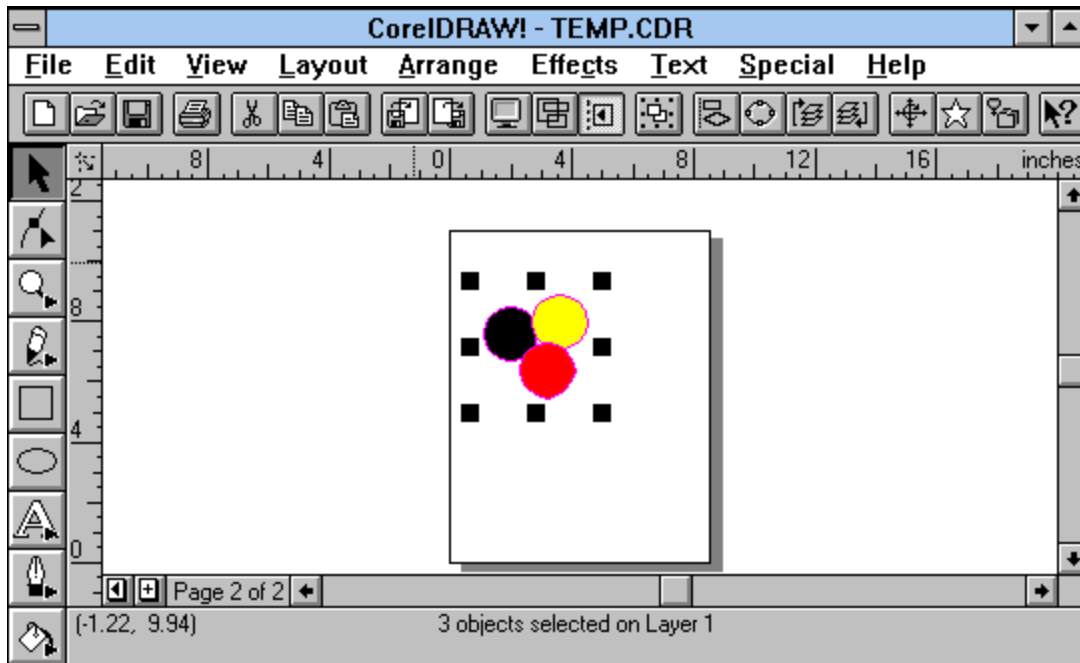 CorelDRAW! - TEMP.CDR
File Edit View Layout Arrange Effects Text Special Help
8 4 0 4 8 12 16 inches
2
8
4
0
Page 2 of 2
(-1.22, 9.94) 3 objects selected on Layer 1